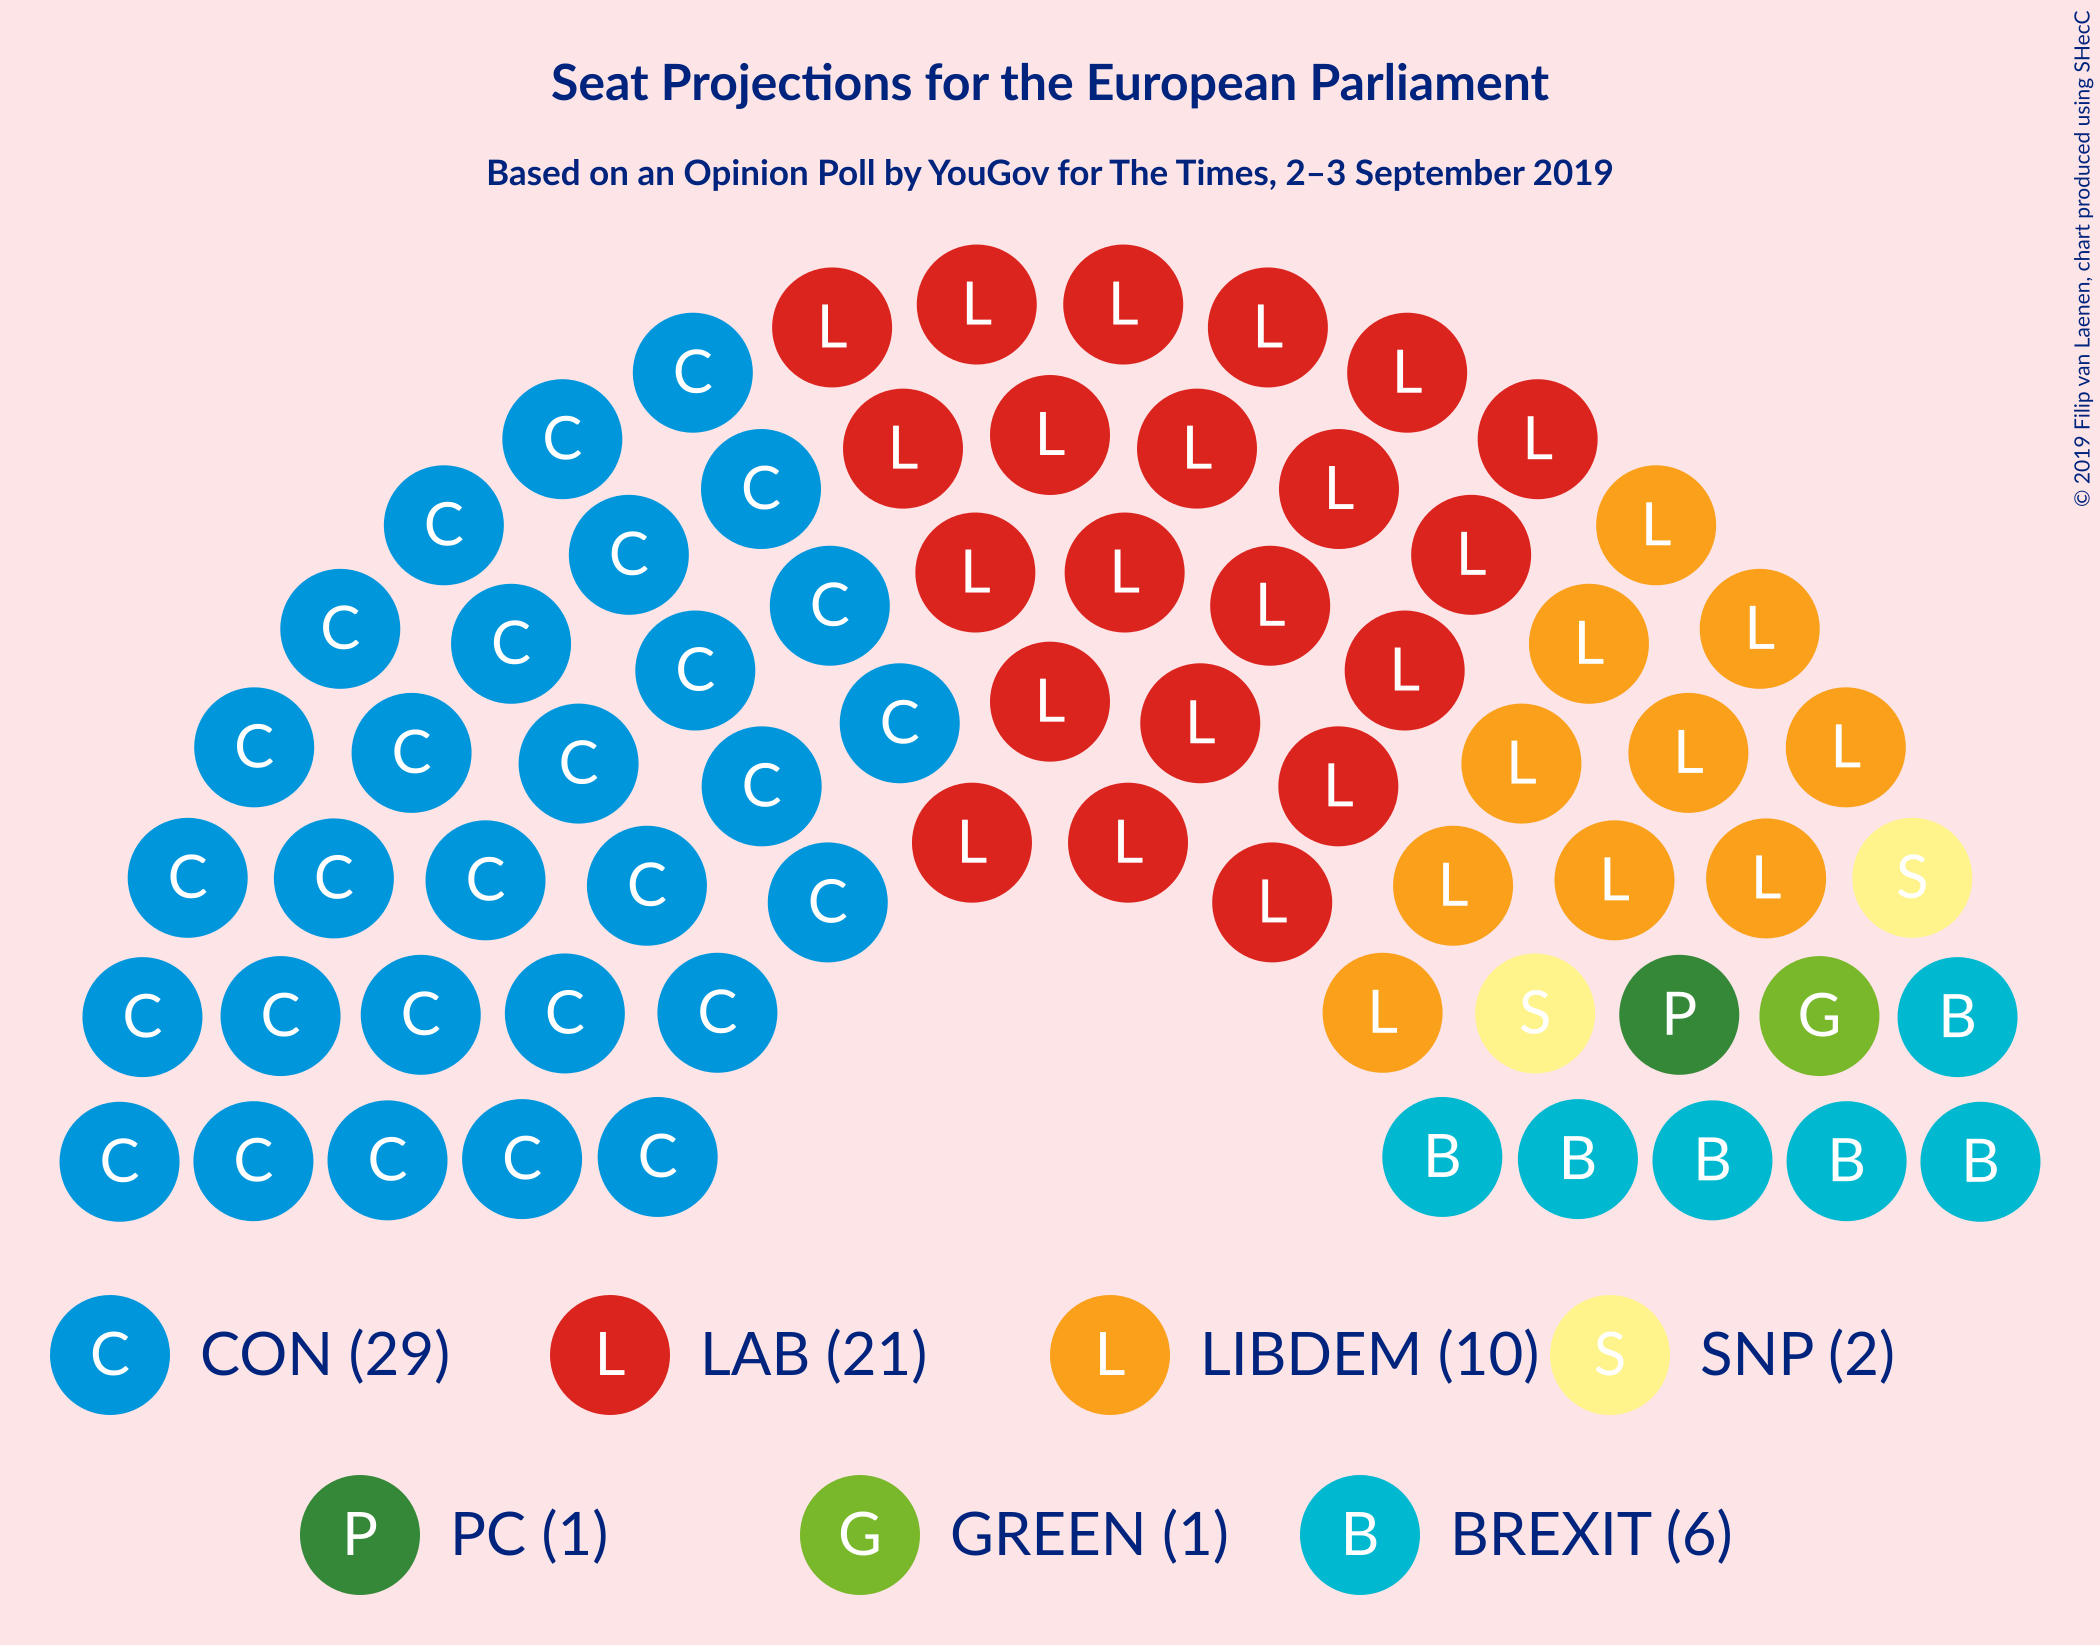 Seat Projections for the European Parliament
Based on an Opinion Poll by YouGov for The Times, 2–3 September 2019
© 2019 Filip van Laenen, chart produced using SHecC
L L L L
C L
C L L L L L
C C L L
C L L L C L
C C L L
C C L L L L
C C C L L L
C C C L L L
C C C C L L L L L S
C L
C C C C C L S P G B
C C C C C B B B B B
C CON (29) L LAB (21) L LIBDEM (10) S SNP (2)
P PC (1) G GREEN (1) B BREXIT (6)